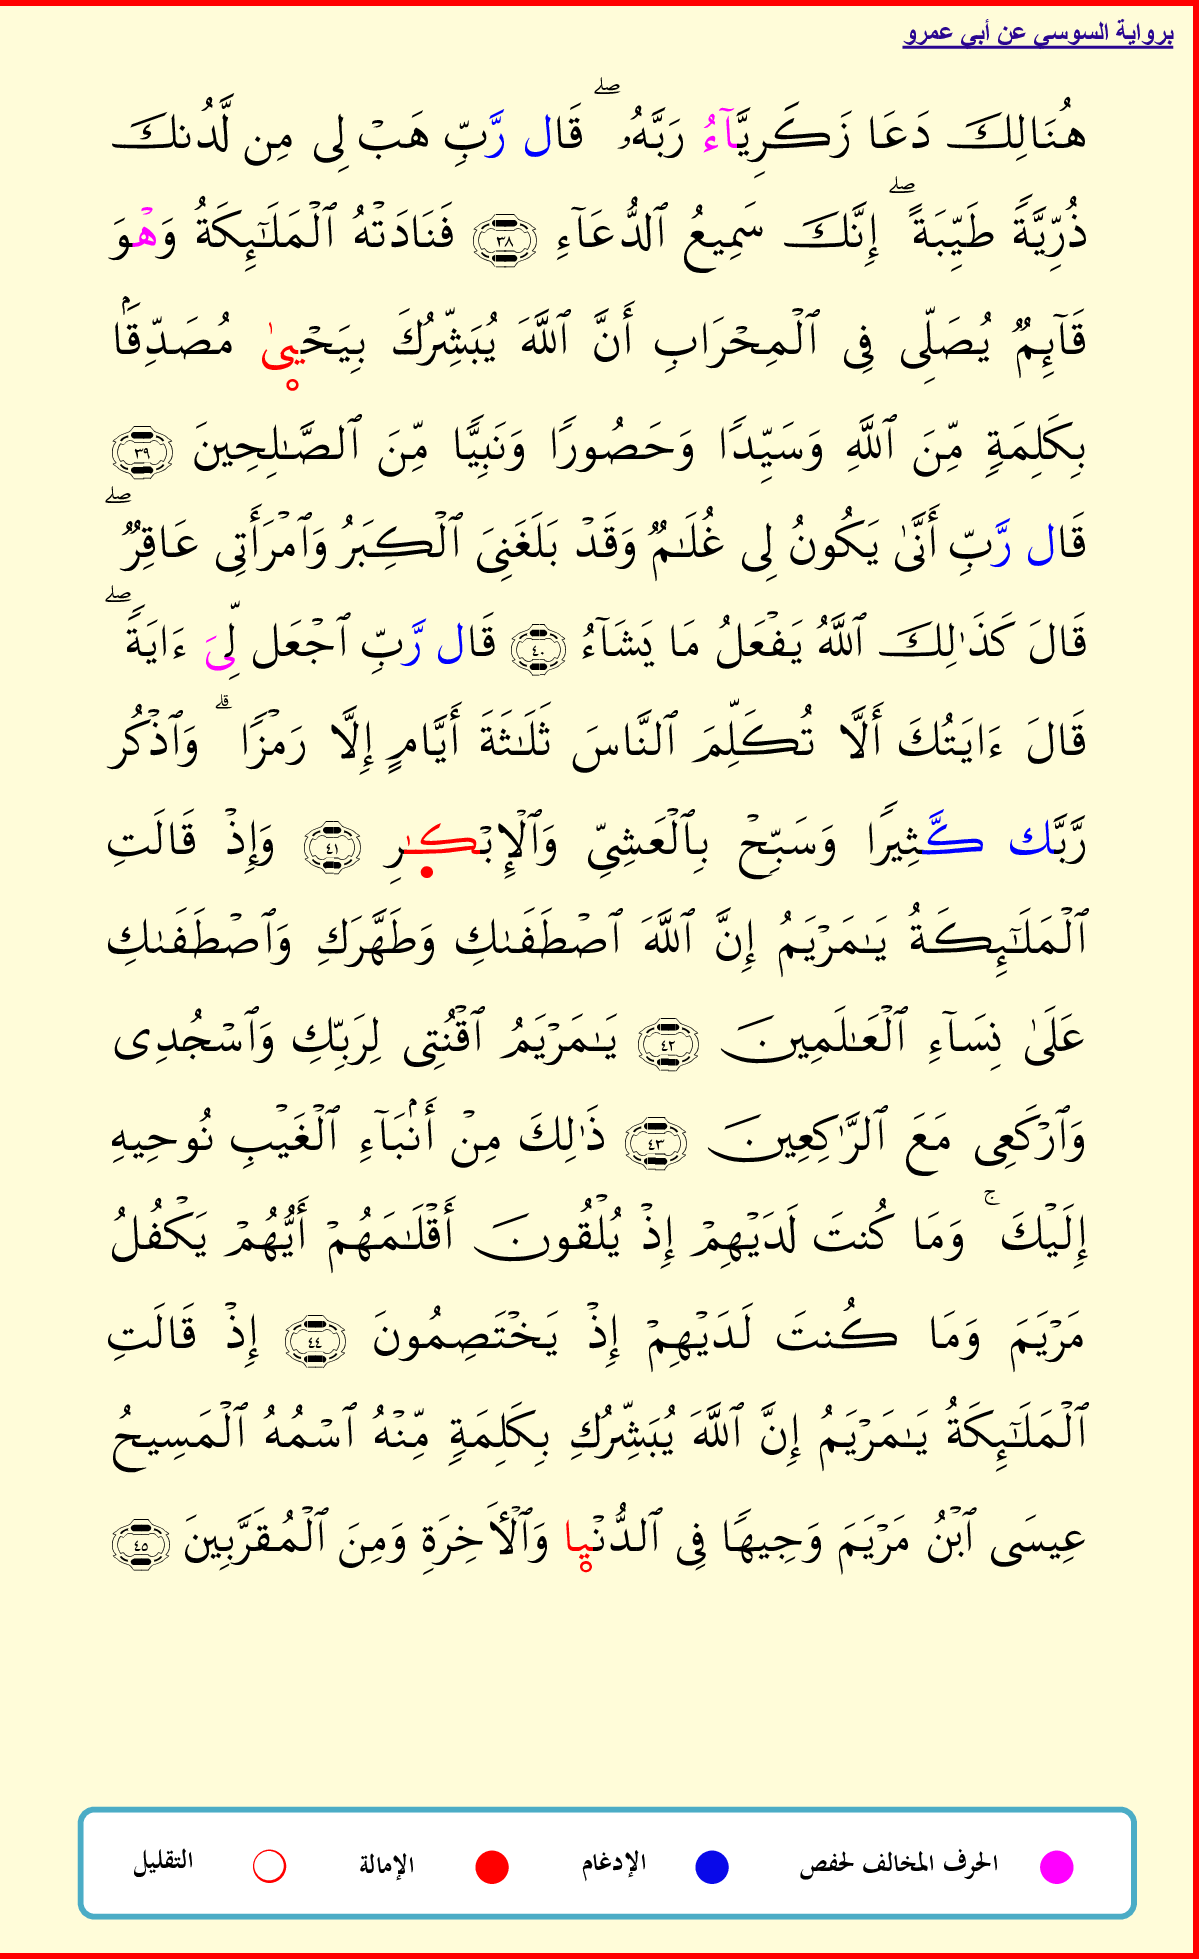 برواية السوسي عن أبي عمرو
هُنَالِكَ دَعَا زَكَرِيَّآءُ رَبَّهُۥ ۖ قَال رَّبِّ هَبْ لِى مِن لَّدُنكَ
ذُرِّيَّةً طَيِّبَةً ۖ إِنَّكَ سَمِيعُ ٱلدُّعَآءِ ٣٨ فَنَادَتْهُ ٱلْمَلَـٰٓئِكَةُ وَهْوَ
قَآئِمٌ يُصَلِّى فِى ٱلْمِحْرَابِ أَنَّ ٱللَّهَ يُبَشِّرُكَ بِيَحْيىٰ مُصَدِّقَۢا
بِكَلِمَةٍ مِّنَ ٱللَّهِ وَسَيِّدًا وَحَصُورًا وَنَبِيًّا مِّنَ ٱلصَّـٰلِحِينَ ٣٩
قَال رَّبِّ أَنَّىٰ يَكُونُ لِى غُلَـٰمٌ وَقَدْ بَلَغَنِىَ ٱلْكِبَرُ وَٱمْرَأَتِى عَاقِرٌ ۖ
قَالَ كَذَٰلِكَ ٱللَّهُ يَفْعَلُ مَا يَشَآءُ ٤٠ قَال رَّبِّ ٱجْعَل لِّىَ ءَايَةً ۖ
قَالَ ءَايَتُكَ أَلَّا تُكَلِّمَ ٱلنَّاسَ ثَلَـٰثَةَ أَيَّامٍ إِلَّا رَمْزًا ۗ وَٱذْكُر
رَّبَّك كَّثِيرًا وَسَبِّحْ بِٱلْعَشِىِّ وَٱلْإِبْكَـٰرِ ٤١ وَإِذْ قَالَتِ
ٱلْمَلَـٰٓئِكَةُ يَـٰمَرْيَمُ إِنَّ ٱللَّهَ ٱصْطَفَىٰكِ وَطَهَّرَكِ وَٱصْطَفَىٰكِ
عَلَىٰ نِسَآءِ ٱلْعَـٰلَمِينَ ٤٢ يَـٰمَرْيَمُ ٱقْنُتِى لِرَبِّكِ وَٱسْجُدِى
وَٱرْكَعِى مَعَ ٱلرَّٰكِعِينَ ٤٣ ذَٰلِكَ مِنْ أَنۢبَآءِ ٱلْغَيْبِ نُوحِيهِ
إِلَيْكَ ۚ وَمَا كُنتَ لَدَيْهِمْ إِذْ يُلْقُونَ أَقْلَـٰمَهُمْ أَيُّهُمْ يَكْفُلُ
مَرْيَمَ وَمَا كُنتَ لَدَيْهِمْ إِذْ يَخْتَصِمُونَ ٤٤ إِذْ قَالَتِ
ٱلْمَلَـٰٓئِكَةُ يَـٰمَرْيَمُ إِنَّ ٱللَّهَ يُبَشِّرُكِ بِكَلِمَةٍ مِّنْهُ ٱسْمُهُ ٱلْمَسِيحُ
عِيسَى ٱبْنُ مَرْيَمَ وَجِيهًا فِى ٱلدُّنْيا وَٱلْأَخِرَةِ وَمِنَ ٱلْمُقَرَّبِينَ ٤٥
الحرف المخالف لحفص الإدغام الإمالة التقليل